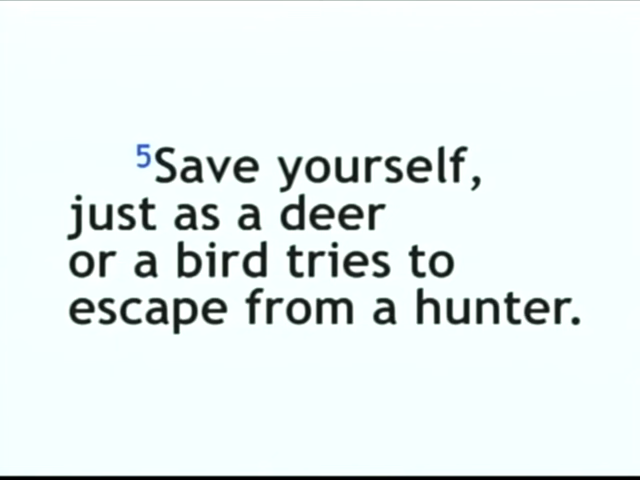 5Save yourself,
just as a deer
or a bird tries to
escape from a hunter.